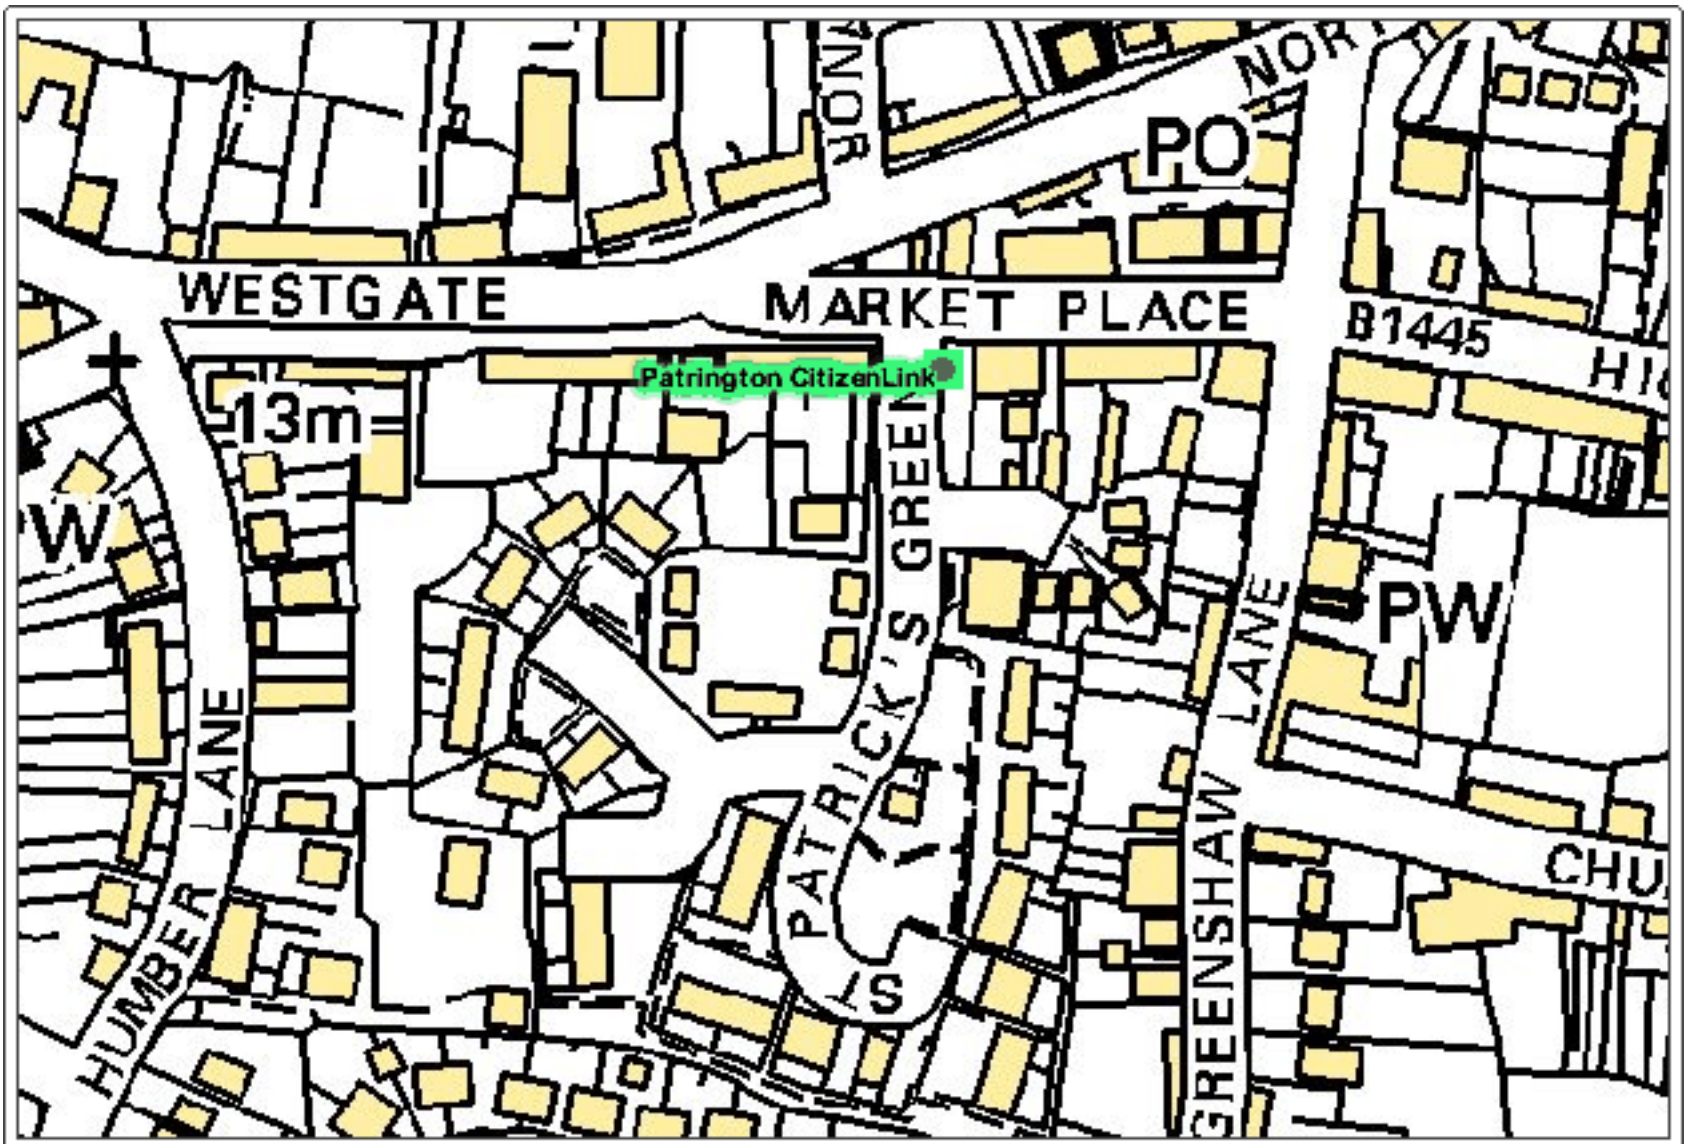 NOR
PO
WESTGATE
MARKET PLACE
B1445
Patrington CitizenLink
13m
PW
LANE
HUMBER
ST PATRICK'S GREEN
GREENSHAW LANE
CHU